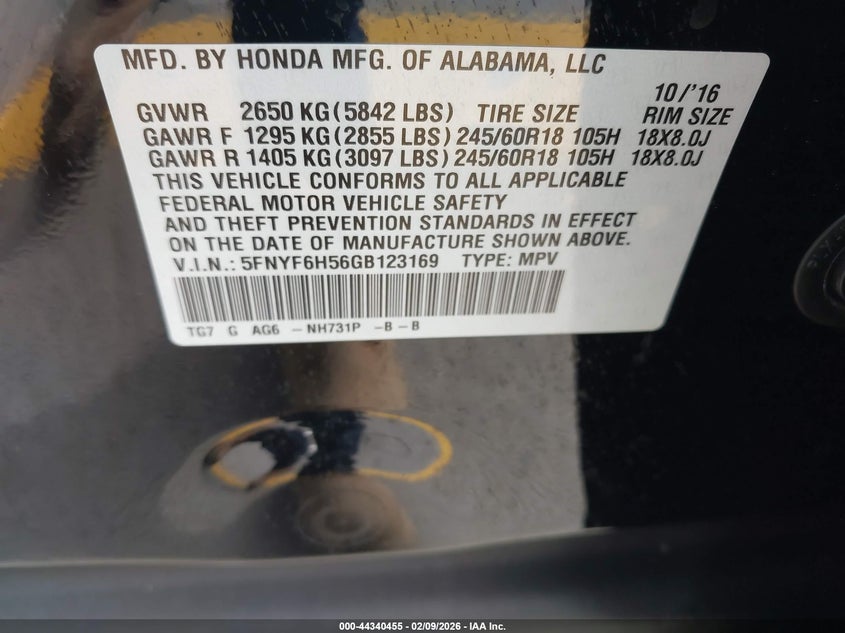 MFD. BY HONDA MFG. OF ALABAMA, LLC
10/'16
GVWR 2650 KG (5842 LBS) TIRE SIZE RIM SIZE
GAWR F 1295 KG (2855 LBS) 245/60R18 105H 18X8.0J
GAWR R 1405 KG (3097 LBS) 245/60R18 105H 18X8.0J
THIS VEHICLE CONFORMS TO ALL APPLICABLE
FEDERAL MOTOR VEHICLE SAFETY
AND THEFT PREVENTION STANDARDS IN EFFECT
ON THE DATE OF MANUFACTURE SHOWN ABOVE.
V.I.N.: 5FNYF6H56GB123169 TYPE: MPV
TG7 G AG6 - NH731P -B-B
000-44340455 - 02/09/2026 - IAA Inc.